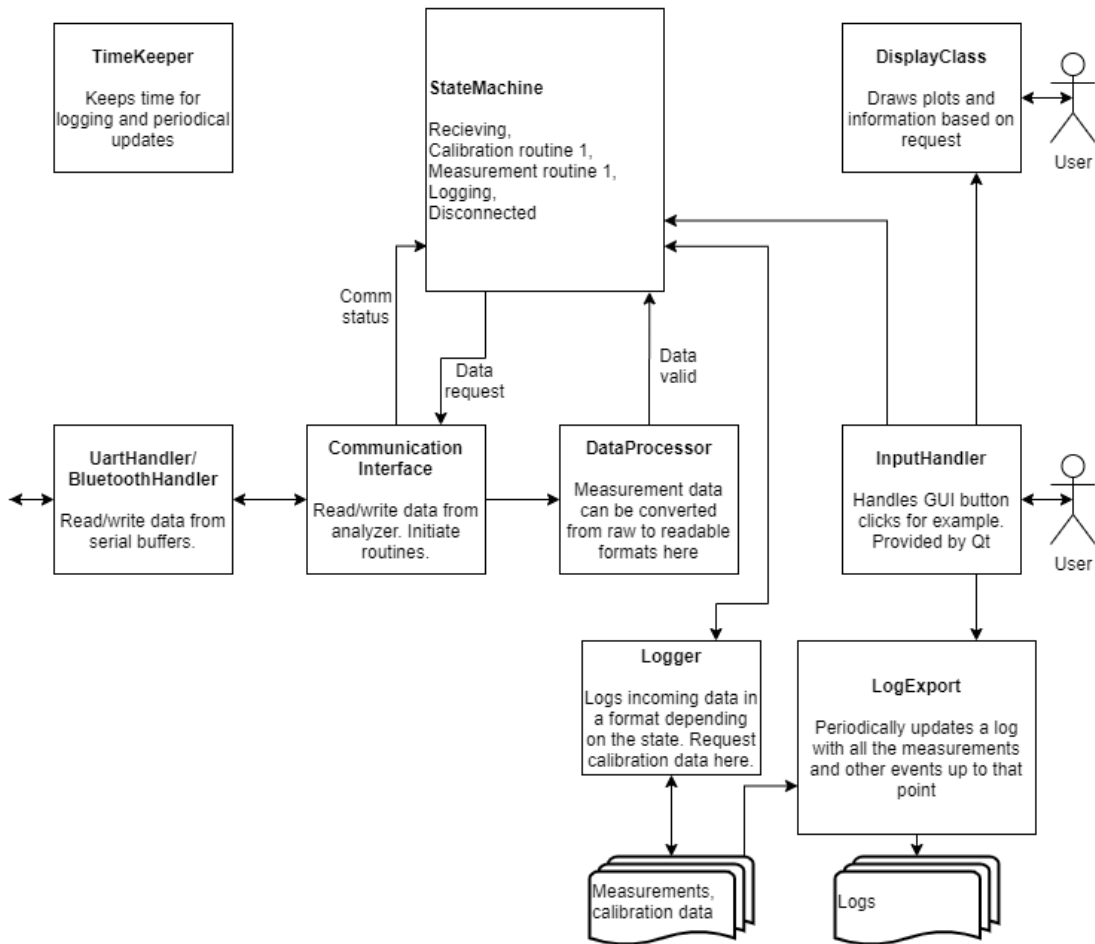 TimeKeeper
Keeps time for
logging and periodical
updates
StateMachine
Recieving,
Calibration routine 1,
Measurement routine 1,
Logging,
Disconnected
DisplayClass
Draws plots and
information based on
request
User
Comm
status
Data
request
Data
valid
UartHandler/
BluetoothHandler
Read/write data from
serial buffers.
Communication
Interface
Read/write data from
analyzer. Initiate
routines.
DataProcessor
Measurement data
can be converted
from raw to readable
formats here
InputHandler
Handles GUI button
clicks for example.
Provided by Qt
User
Logger
Logs incoming data in
a format depending
on the state. Request
calibration data here.
LogExport
Periodically updates a log
with all the measurements
and other events up to that
point
Measurements,
calibration data
Logs